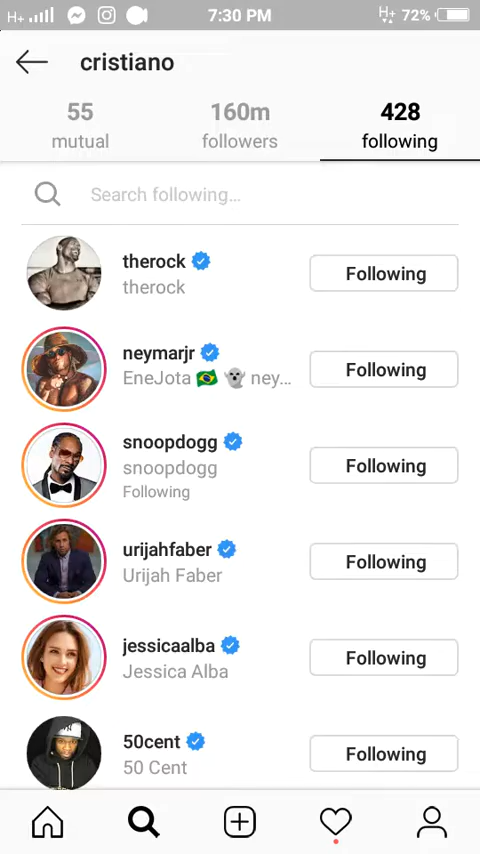 H+ 7:30 PM H+ 72%
cristiano
55 160m 428
mutual followers following
Search following...
therock
therock
Following
neymarjr
EneJota 🇧🇷 👻 ney...
Following
snoopdogg
snoopdogg
Following
Following
urijahfaber
Urijah Faber
Following
jessicaalba
Jessica Alba
Following
50cent
50 Cent
Following